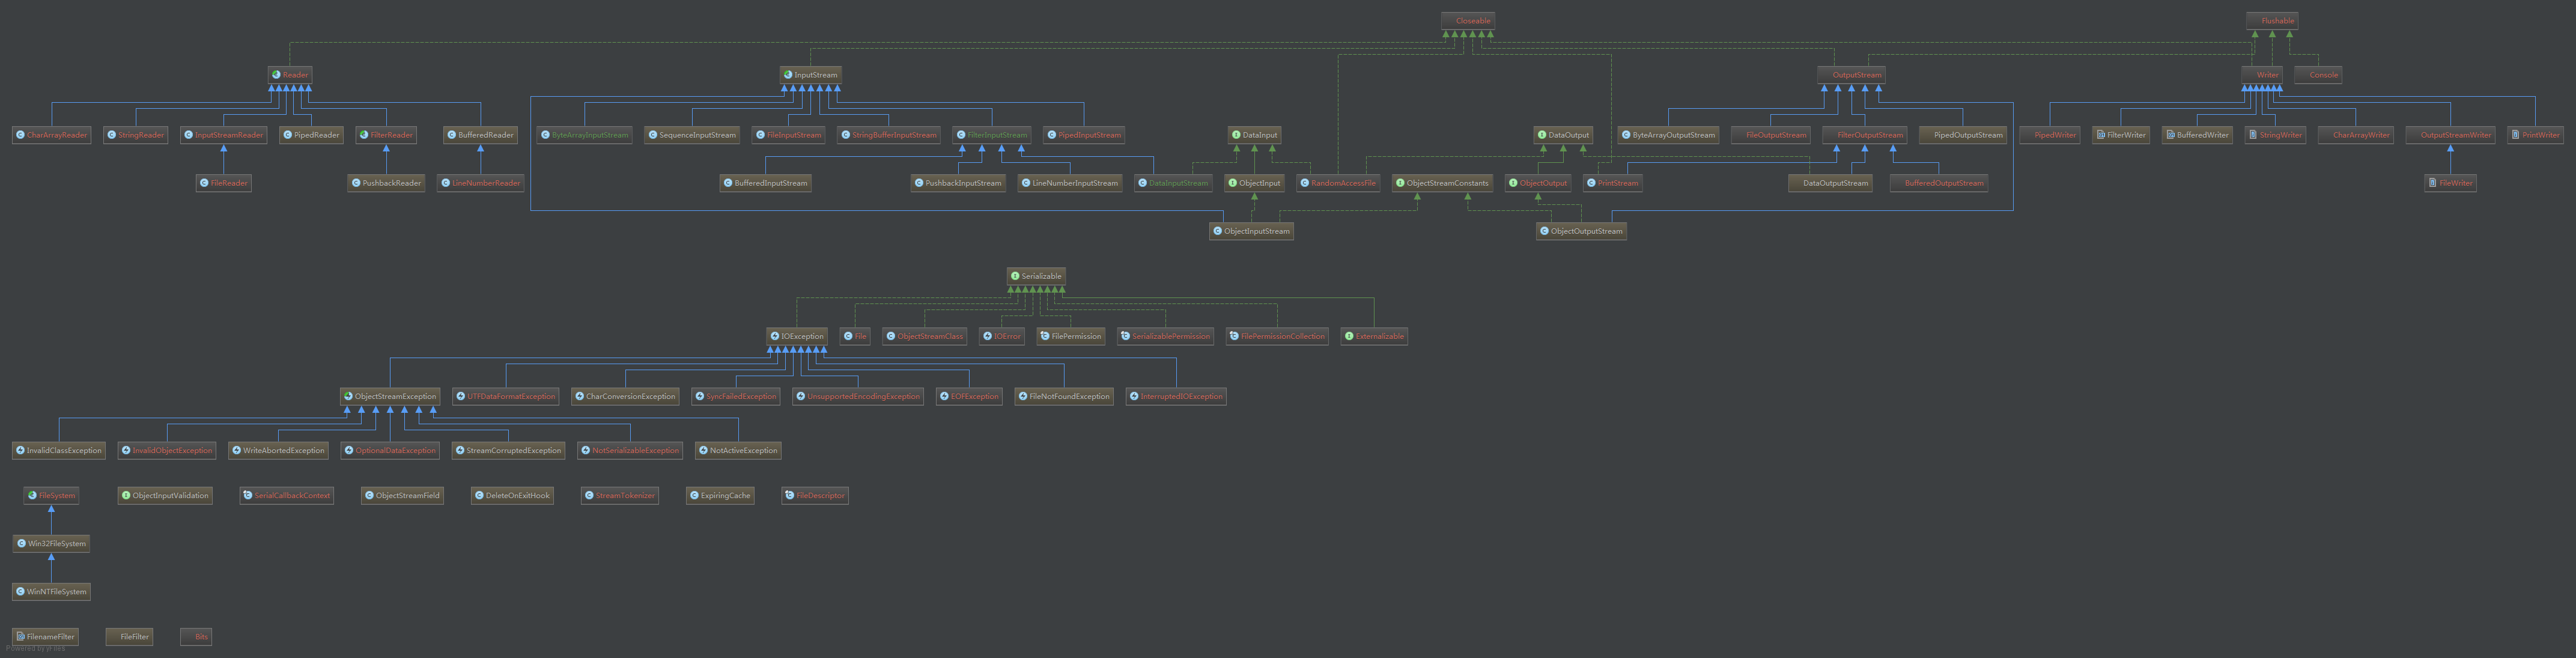 Closeable
Flushable
Reader
InputStream
OutputStream
Writer
Console
CharArrayReader
StringReader
InputStreamReader
PipedReader
FilterReader
BufferedReader
ByteArrayInputStream
SequenceInputStream
FileInputStream
StringBufferInputStream
FilterInputStream
PipedInputStream
DataInput
DataOutput
ByteArrayOutputStream
FileOutputStream
FilterOutputStream
PipedOutputStream
PipedWriter
FilterWriter
BufferedWriter
StringWriter
CharArrayWriter
OutputStreamWriter
PrintWriter
FileReader
PushbackReader
LineNumberReader
BufferedInputStream
PushbackInputStream
LineNumberInputStream
DataInputStream
ObjectInput
RandomAccessFile
ObjectStreamConstants
ObjectOutput
PrintStream
DataOutputStream
BufferedOutputStream
FileWriter
ObjectInputStream
ObjectOutputStream
Serializable
IOException
File
ObjectStreamClass
IOError
FilePermission
SerializablePermission
FilePermissionCollection
Externalizable
ObjectStreamException
UTFDataFormatException
CharConversionException
SyncFailedException
UnsupportedEncodingException
EOFException
FileNotFoundException
InterruptedIOException
InvalidClassException
InvalidObjectException
WriteAbortedException
OptionalDataException
StreamCorruptedException
NotSerializableException
NotActiveException
FileSystem
ObjectInputValidation
SerialCallbackContext
ObjectStreamField
DeleteOnExitHook
StreamTokenizer
ExpiringCache
FileDescriptor
Win32FileSystem
WinNTFileSystem
FilenameFilter
FileFilter
Bits
Powered by yFiles